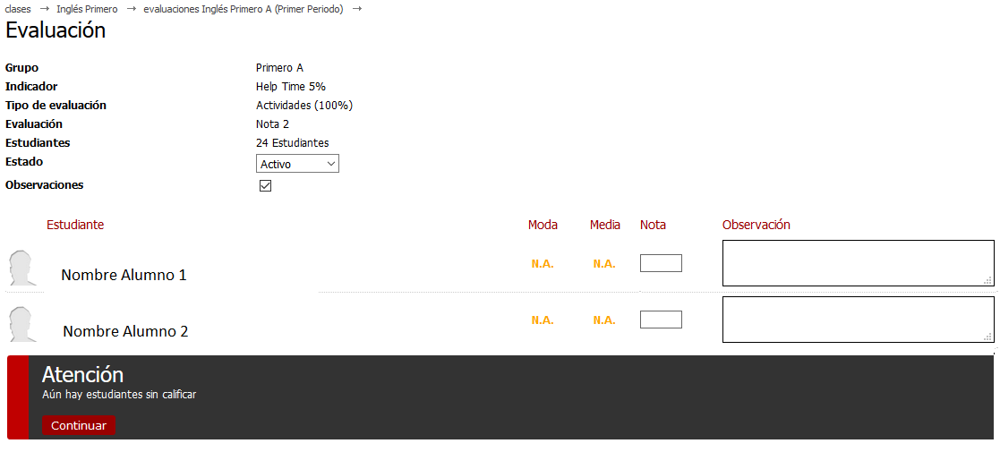 clases → Inglés Primero → evaluaciones Inglés Primero A (Primer Periodo) →
Evaluación
Grupo Primero A
Indicador Help Time 5%
Tipo de evaluación Actividades (100%)
Evaluación Nota 2
Estudiantes 24 Estudiantes
Estado Activo
Observaciones
Estudiante Moda Media Nota Observación
Nombre Alumno 1 N.A. N.A.
Nombre Alumno 2 N.A. N.A.
Atención
Aún hay estudiantes sin calificar
Continuar